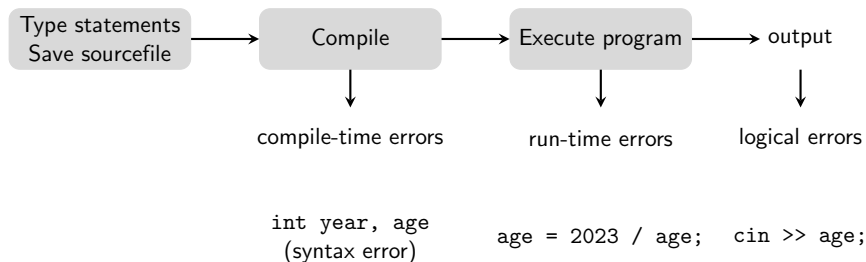 Type statements
Save sourcefile
Compile
Execute program
output
compile-time errors
run-time errors
logical errors
int year, age
(syntax error)
age = 2023 / age;
cin >> age;